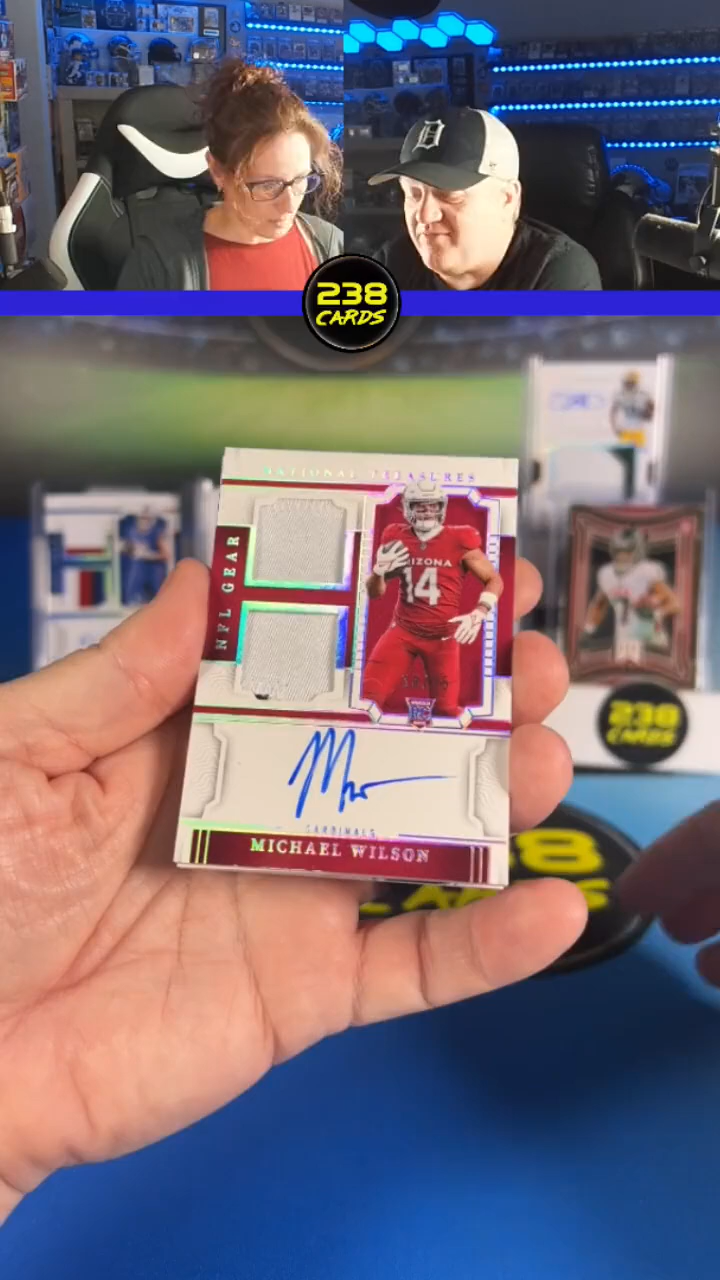 238
CARDS
NATIONAL TREASURES
NFL GEAR
ARIZONA
14
CARDINALS
MICHAEL WILSON
238
CARDS